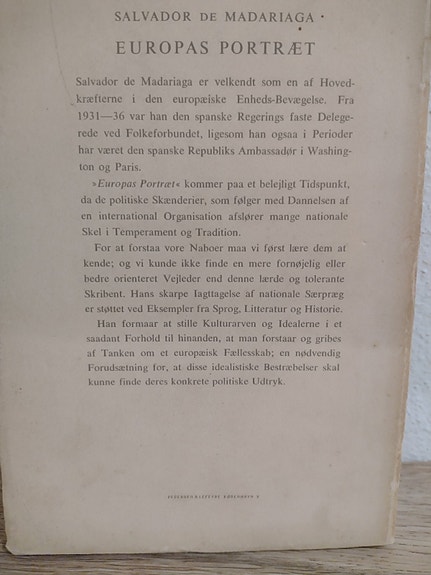 SALVADOR DE MADARIAGA
EUROPAS PORTRÆT
Salvador de Madariaga er velkendt som en af Hoved-
kræfterne i den europæiske Enheds-Bevægelse. Fra
1931—36 var han den spanske Regerings faste Delege-
rede ved Folkeforbundet, ligesom han ogsaa i Perioder
har været den spanske Republiks Ambassadør i Washing-
ton og Paris.
»Europas Portræt« kommer paa et belejligt Tidspunkt,
da de politiske Skænderier, som følger med Dannelsen af
en international Organisation afslører mange nationale
Skel i Temperament og Tradition.
For at forstaa vore Naboer maa vi først lære dem at
kende; og vi kunde ikke finde en mere fornøjelig eller
bedre orienteret Vejleder end denne lærde og tolerante
Skribent. Hans skarpe Iagttagelse af nationale Særpræg
er støttet ved Eksempler fra Sprog, Litteratur og Historie.
Han formaar at stille Kulturarven og Idealerne i et
saadant Forhold til hinanden, at man forstaar og gribes
af Tanken om et europæisk Fællesskab; en nødvendig
Forudsætning for, at disse idealistiske Bestræbelser skal
kunne finde deres konkrete politiske Udtryk.